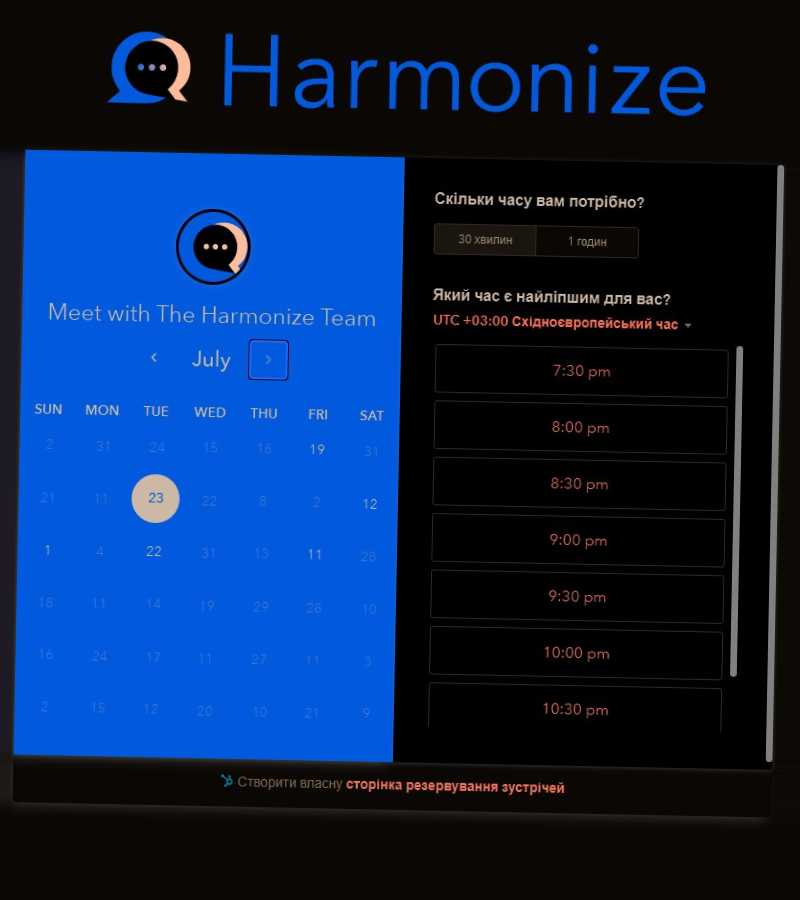 Harmonize
Meet with The Harmonize Team
July
SUN MON TUE WED THU FRI SAT
2 31 24 15 16 19 31
21 11 23 22 8 2 12
1 4 22 31 13 11 28
18 11 14 19 29 28 10
16 24 17 11 27 11 3
2 15 12 20 10 21 9
Скільки часу вам потрібно?
30 хвилин 1 годин
Який час є найліпшим для вас?
UTC +03:00 Східноєвропейський час
7:30 pm
8:00 pm
8:30 pm
9:00 pm
9:30 pm
10:00 pm
10:30 pm
Створити власну сторінка резервування зустрічей